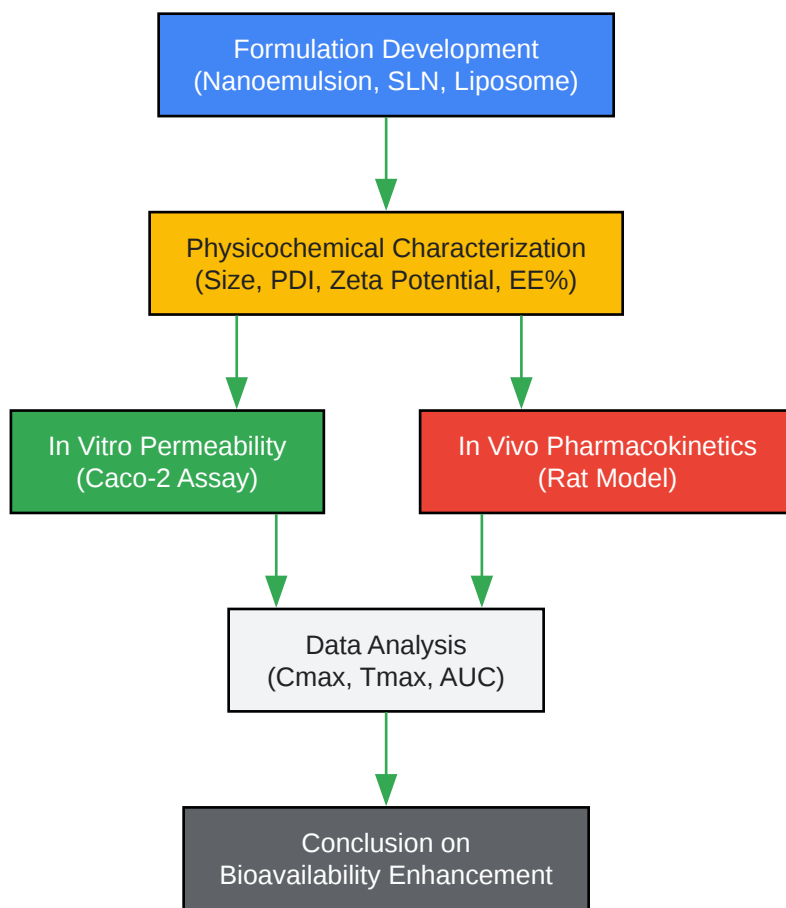 Formulation Development
(Nanoemulsion, SLN, Liposome)
Physicochemical Characterization
(Size, PDI, Zeta Potential, EE%)
In Vitro Permeability
(Caco-2 Assay)
In Vivo Pharmacokinetics
(Rat Model)
Data Analysis
(Cmax, Tmax, AUC)
Conclusion on
Bioavailability Enhancement